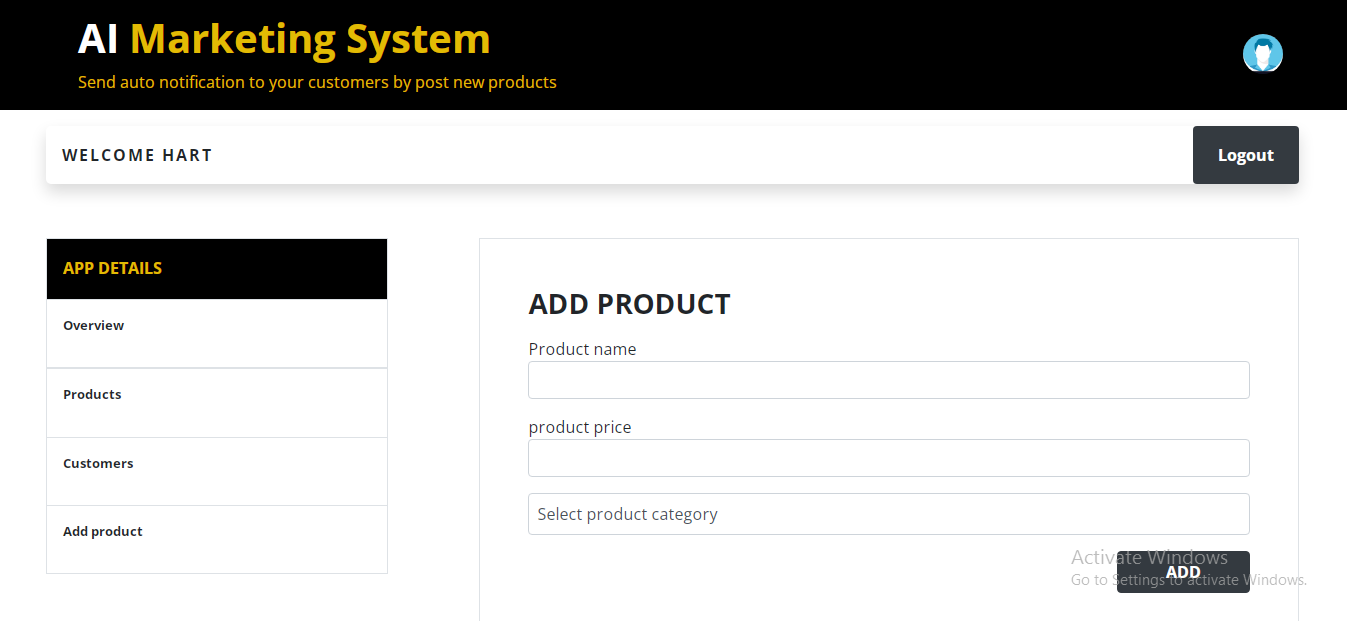 AI Marketing System
Send auto notification to your customers by post new products
WELCOME HART
Logout
APP DETAILS
Overview
Products
Customers
Add product
ADD PRODUCT
Product name
product price
Select product category
ADD
Activate Windows
Go to Settings to activate Windows.